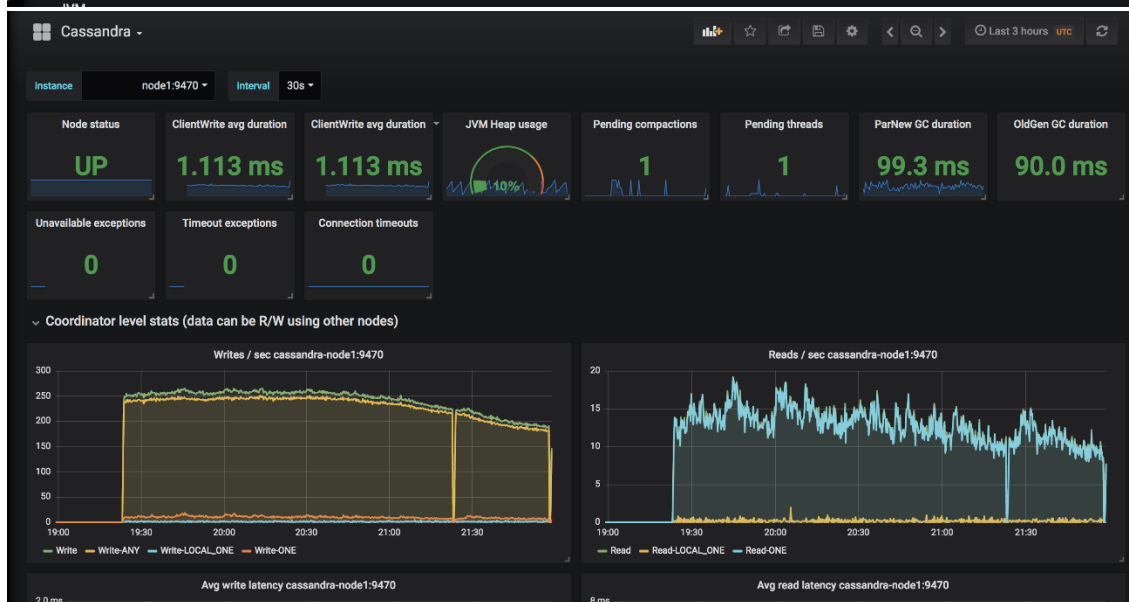 JVM
Cassandra
Last 3 hours UTC
instance node1:9470 Interval 30s
Node status
UP
ClientWrite avg duration
1.113 ms
ClientWrite avg duration
1.113 ms
JVM Heap usage
10%
Pending compactions
1
Pending threads
1
ParNew GC duration
99.3 ms
OldGen GC duration
90.0 ms
Unavailable exceptions
0
Timeout exceptions
0
Connection timeouts
0
Coordinator level stats (data can be R/W using other nodes)
Writes / sec cassandra-node1:9470
300
250
200
150
100
50
0
19:00 19:30 20:00 20:30 21:00 21:30
Write Write-ANY Write-LOCAL_ONE Write-ONE
Reads / sec cassandra-node1:9470
20
15
10
5
0
19:00 19:30 20:00 20:30 21:00 21:30
Read Read-LOCAL_ONE Read-ONE
Avg write latency cassandra-node1:9470
2.0 ms
Avg read latency cassandra-node1:9470
8 ms